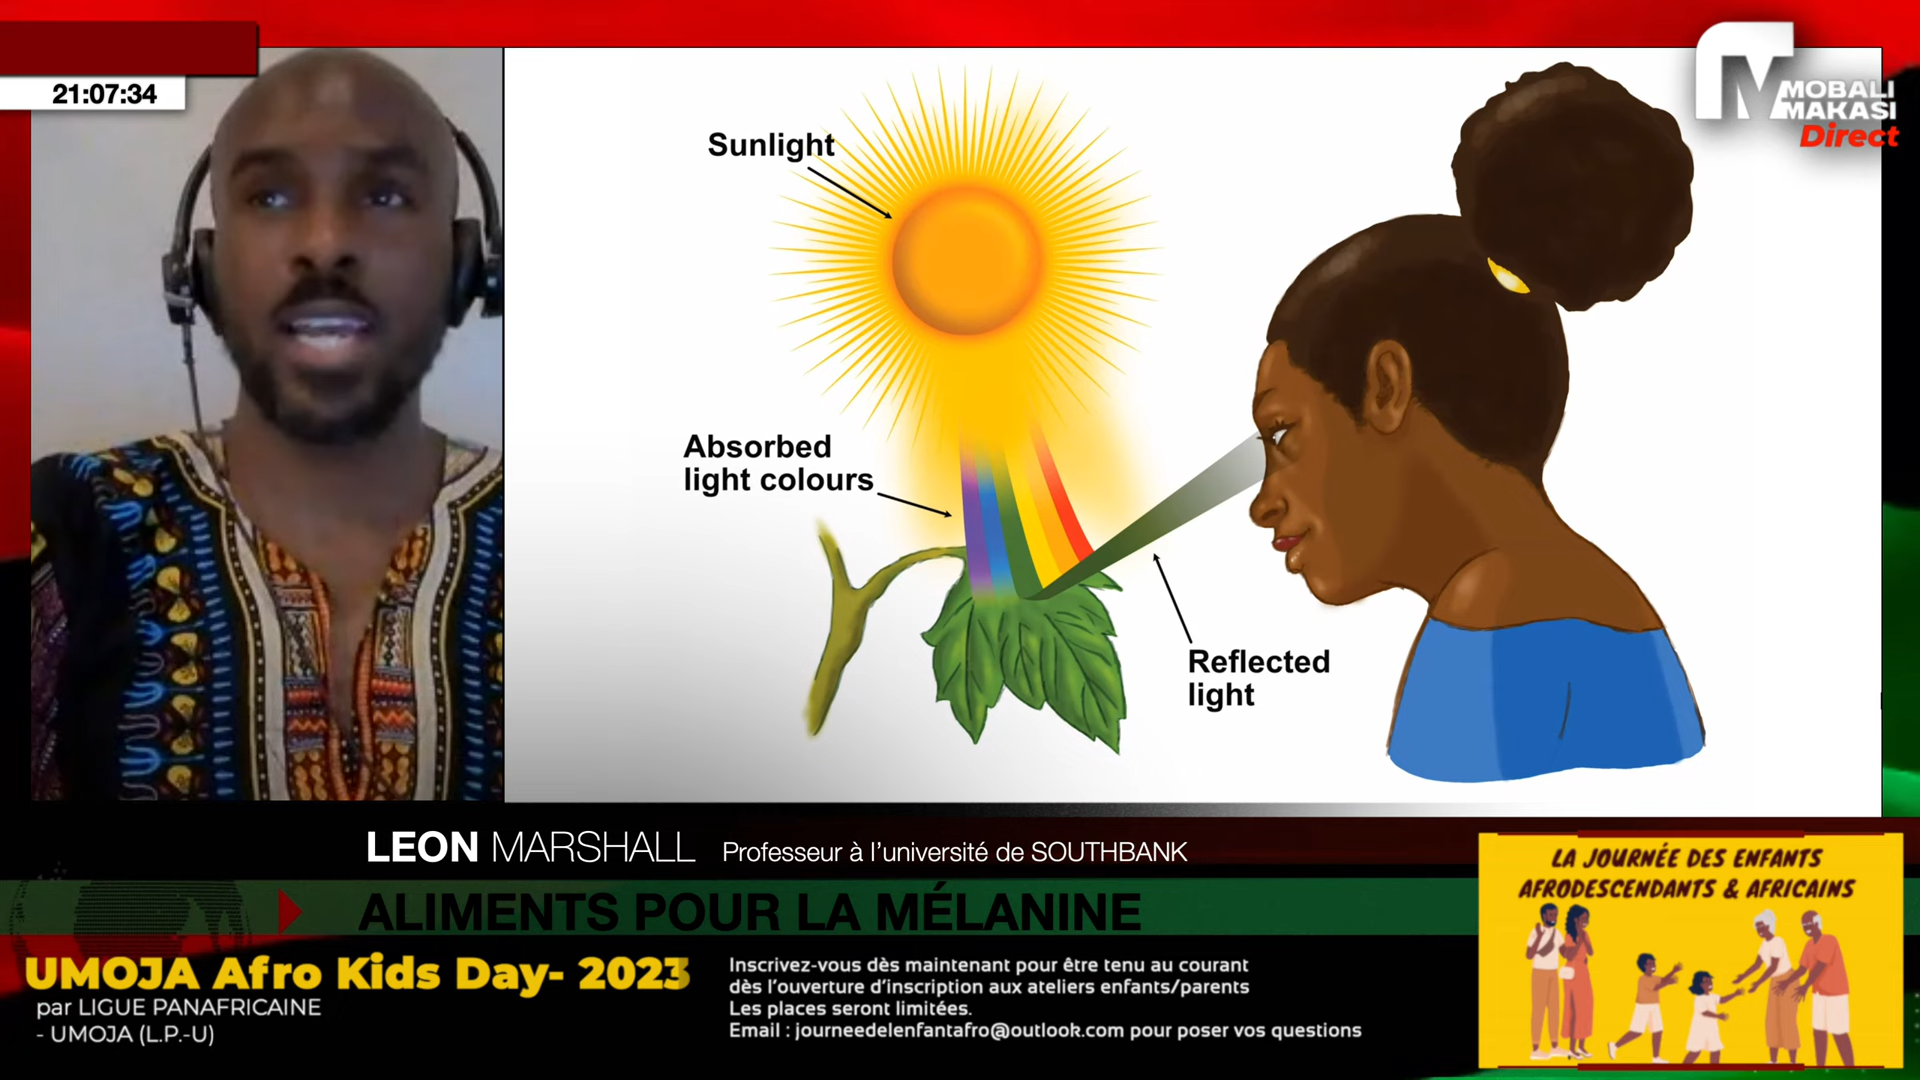 21:07:34
MOBALI
MAKASI
Direct
Sunlight
Absorbed
light colours
Reflected
light
LEON MARSHALL Professeur à l'université de SOUTHBANK
ALIMENTS POUR LA MÉLANINE
UMOJA Afro Kids Day- 2023
par LIGUE PANAFRICAINE
- UMOJA (L.P.-U)
Inscrivez-vous dès maintenant pour être tenu au courant
dès l'ouverture d'inscription aux ateliers enfants/parents
Les places seront limitées.
Email : journeedelenfantafro@outlook.com pour poser vos questions
LA JOURNÉE DES ENFANTS
AFRODESCENDANTS & AFRICAINS